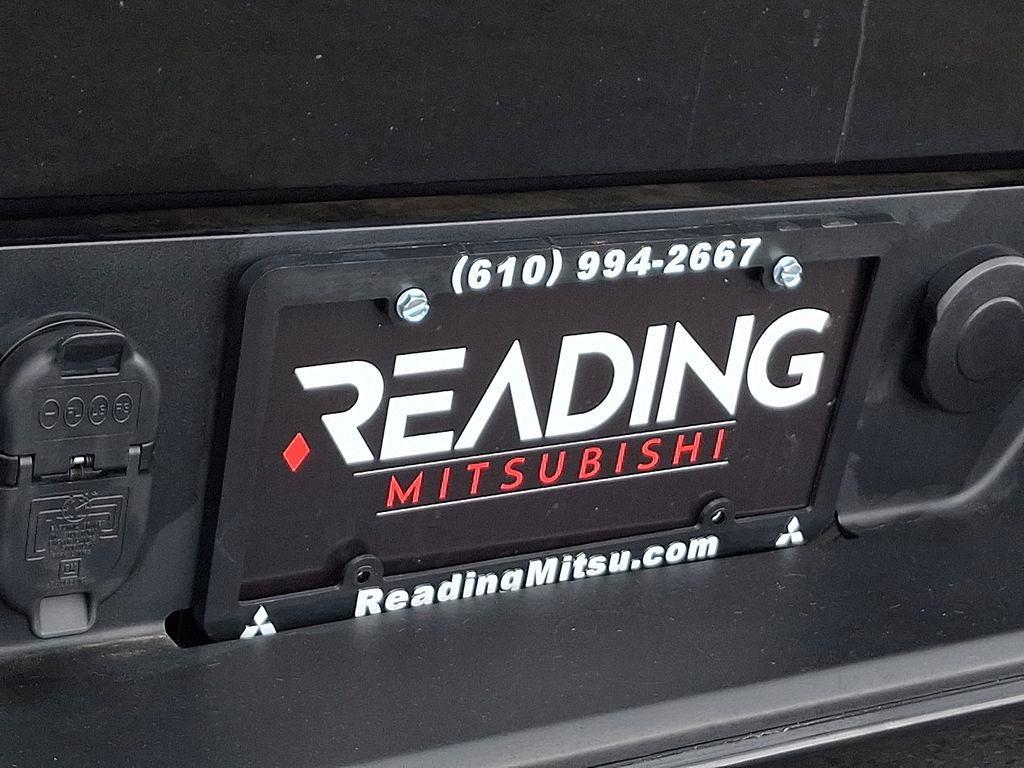 (610) 994-2667
READING
MITSUBISHI
ReadingMitsu.com